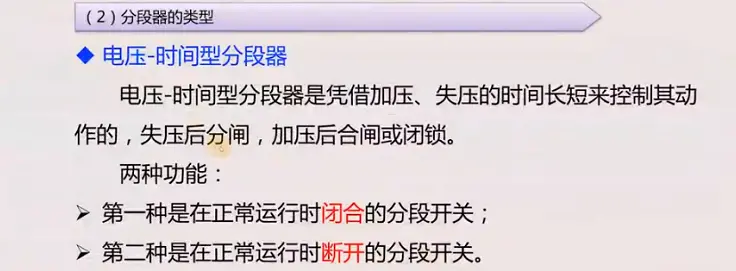 （2）分段器的类型
◆ 电压-时间型分段器
电压-时间型分段器是凭借加压、失压的时间长短来控制其动
作的，失压后分闸，加压后合闸或闭锁。
两种功能：
➢ 第一种是在正常运行时闭合的分段开关；
➢ 第二种是在正常运行时断开的分段开关。